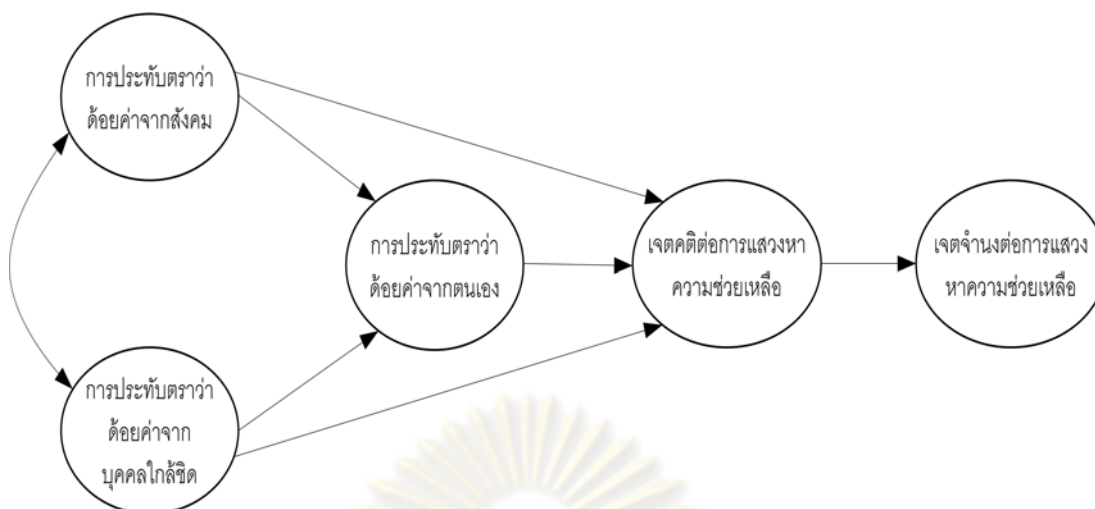 การประทับตราว่า
ด้อยค่าจากสังคม
การประทับตราว่า
ด้อยค่าจากตนเอง
เจตคติต่อการแสวงหา
ความช่วยเหลือ
เจตจำนงต่อการแสวง
หาความช่วยเหลือ
การประทับตราว่า
ด้อยค่าจาก
บุคคลใกล้ชิด